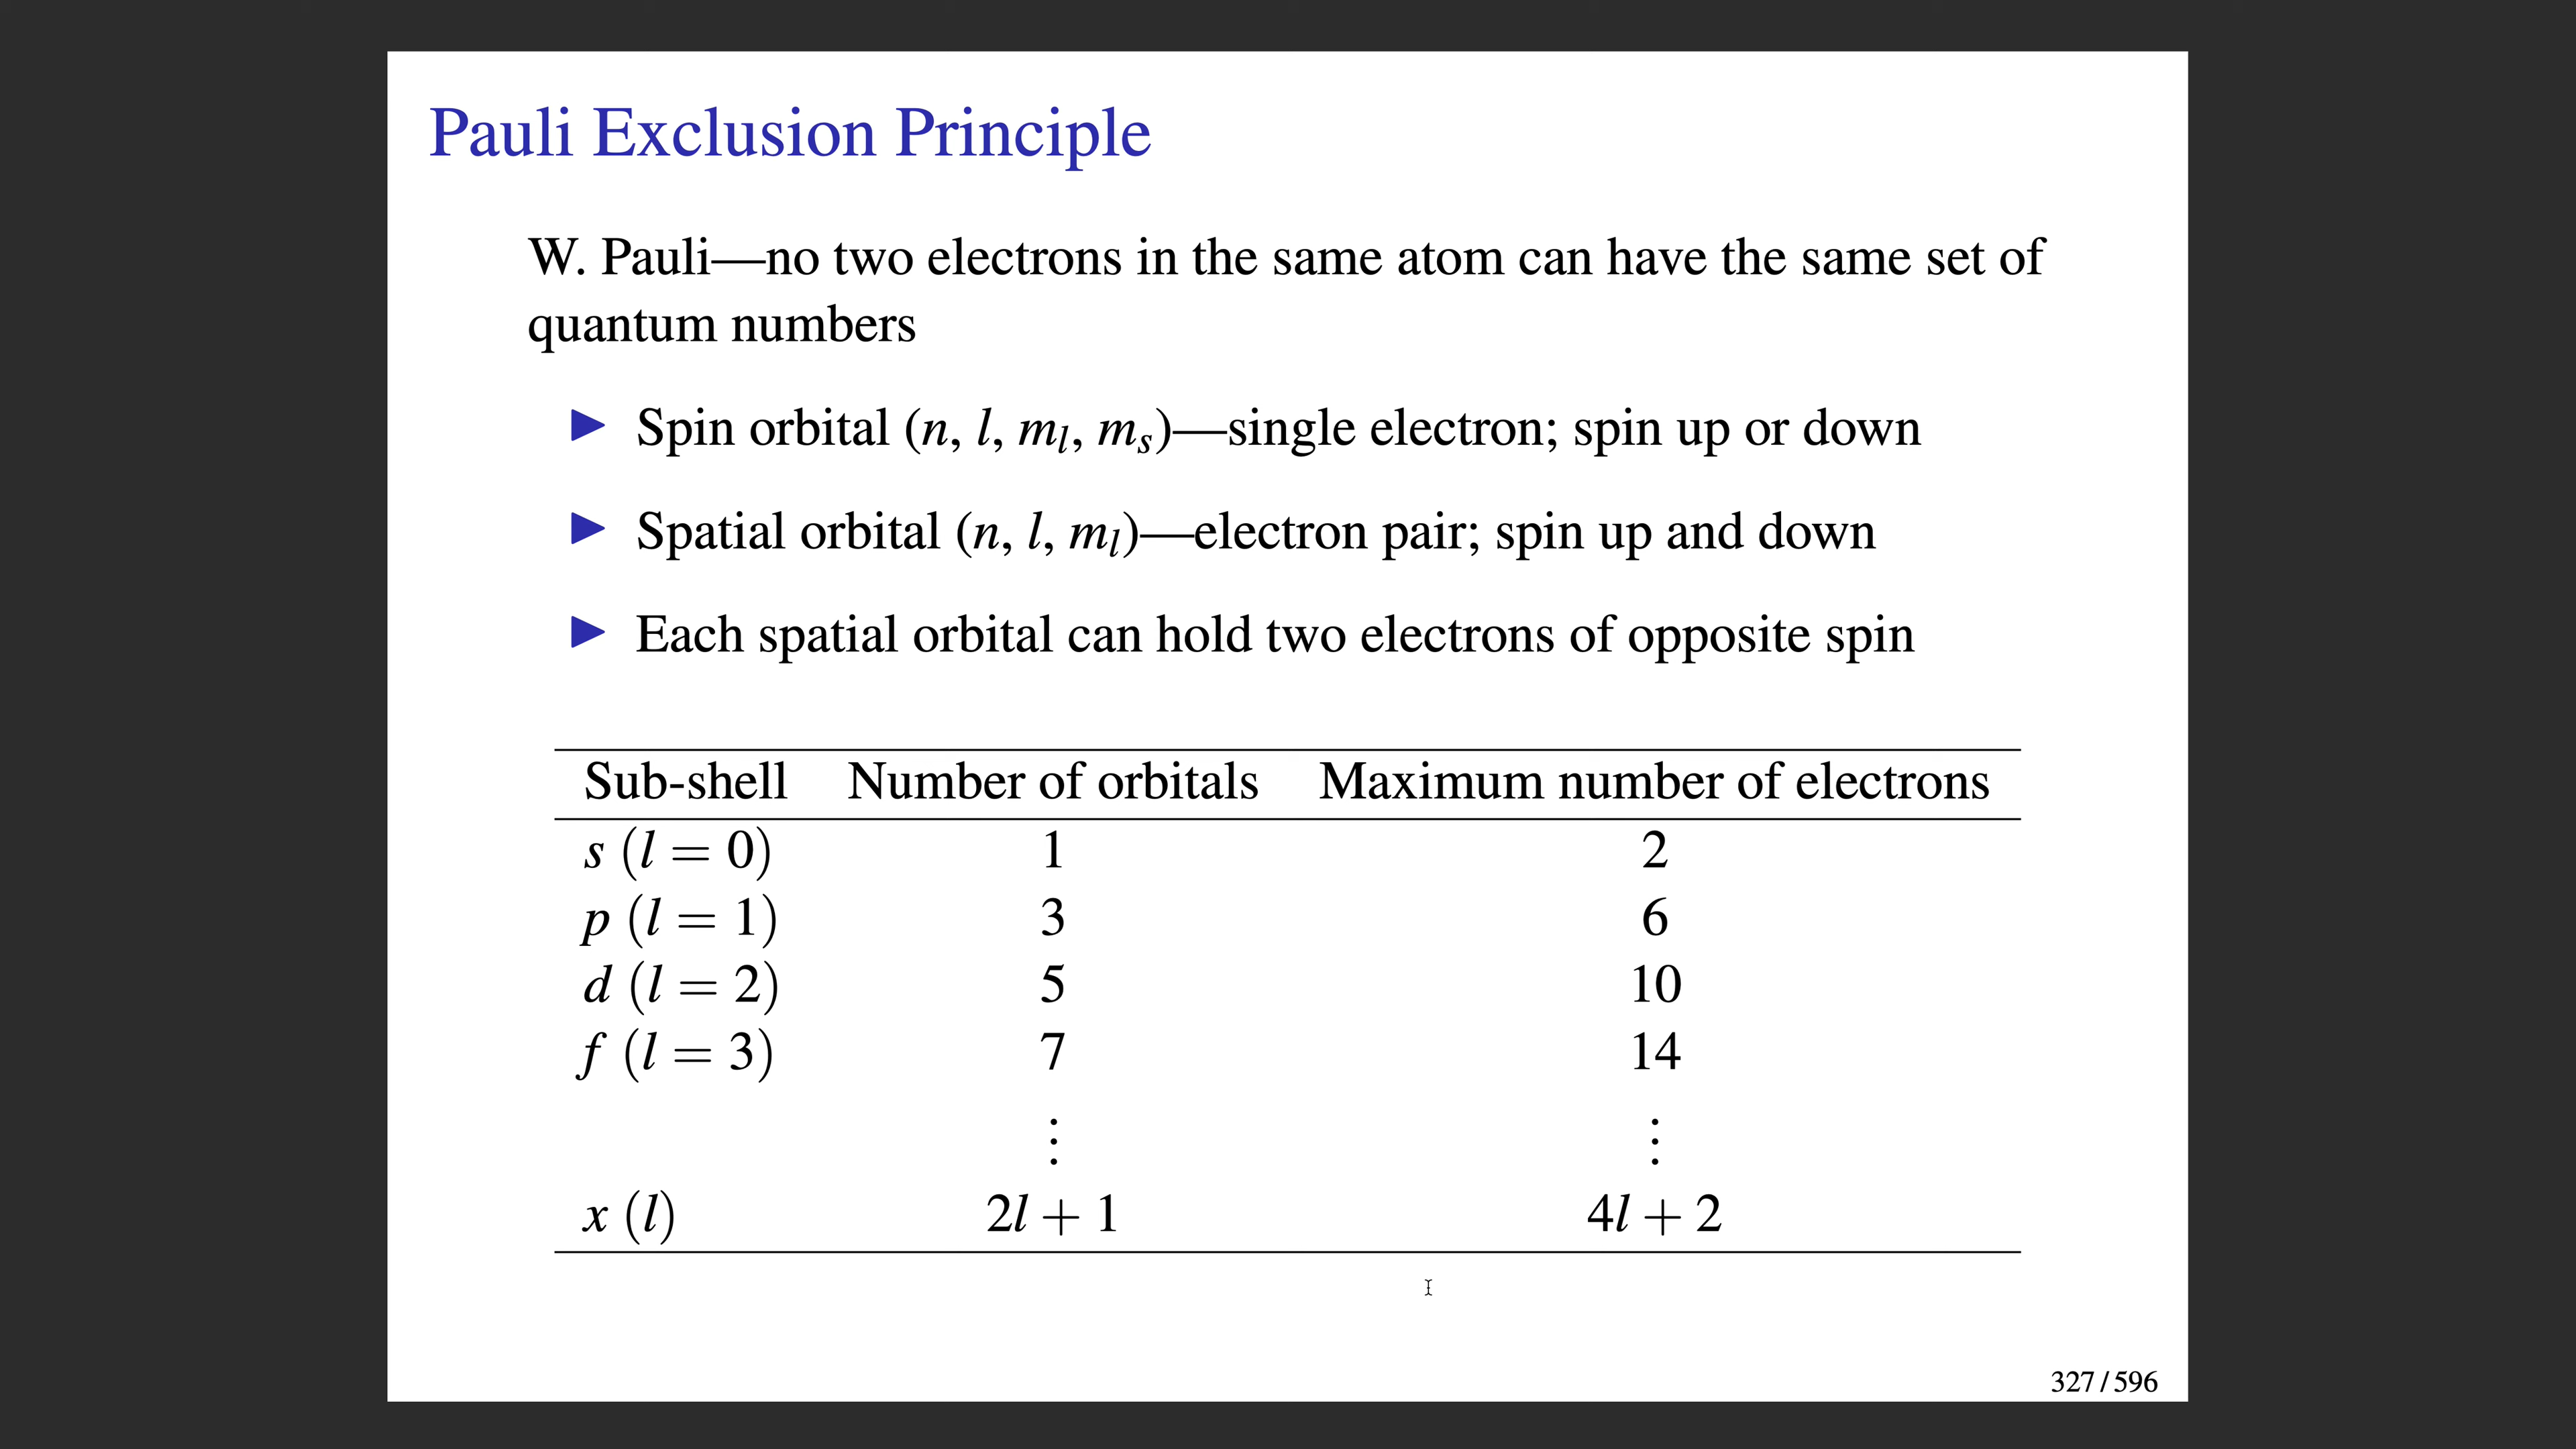 Pauli Exclusion Principle
W. Pauli—no two electrons in the same atom can have the same set of
quantum numbers
▶ Spin orbital (n, l, mₗ, mₛ)—single electron; spin up or down
▶ Spatial orbital (n, l, mₗ)—electron pair; spin up and down
▶ Each spatial orbital can hold two electrons of opposite spin
Sub-shell Number of orbitals Maximum number of electrons
s (l = 0) 1 2
p (l = 1) 3 6
d (l = 2) 5 10
f (l = 3) 7 14
⋮ ⋮
x (l) 2l + 1 4l + 2
327 / 596